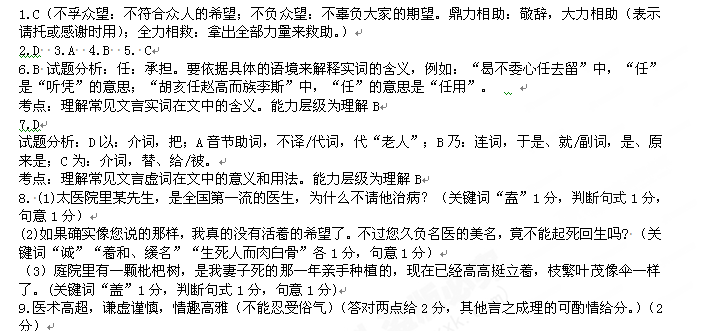 1.C（不孚众望：不符合众人的希望；不负众望：不辜负大家的期望。鼎力相助：敬辞，大力相助（表示
请托或感谢时用）；全力相救：拿出全部力量来救助。）
2.D 3.A 4.B 5. C
6.B 试题分析：任：承担。要依据具体的语境来解释实词的含义，例如：“曷不委心任去留”中，“任”
是“听凭”的意思；“胡亥任赵高而族李斯”中，“任”的意思是“任用”。
考点：理解常见文言实词在文中的含义。能力层级为理解 B
7.D
试题分析：D 以：介词，把；A 音节助词，不译/代词，代“老人”；B 乃：连词，于是、就/副词，是、原
来是；C 为：介词，替、给/被。
考点：理解常见文言虚词在文中的意义和用法。能力层级为理解 B
8. (1)太医院里某先生，是全国第一流的医生，为什么不请他治病？（关键词“盍”1 分，判断句式 1 分，
句意 1 分）
(2)如果确实像您说的那样，我真的没有活着的希望了。不过您久负名医的美名，竟不能起死回生吗？（关
键词“诚”“着和、缓名”“生死人而肉白骨”各 1 分，句意 1 分）
（3）庭院里有一颗枇杷树，是我妻子死的那一年亲手种植的，现在已经高高挺立着，枝繁叶茂像伞一样
了。(关键词“盖”1 分，判断句式 1 分，句意 1 分)
9.医术高超，谦虚谨慎，情趣高雅（不能忍受俗气）(答对两点给 2 分，其他言之成理的可酌情给分。)（2
分）